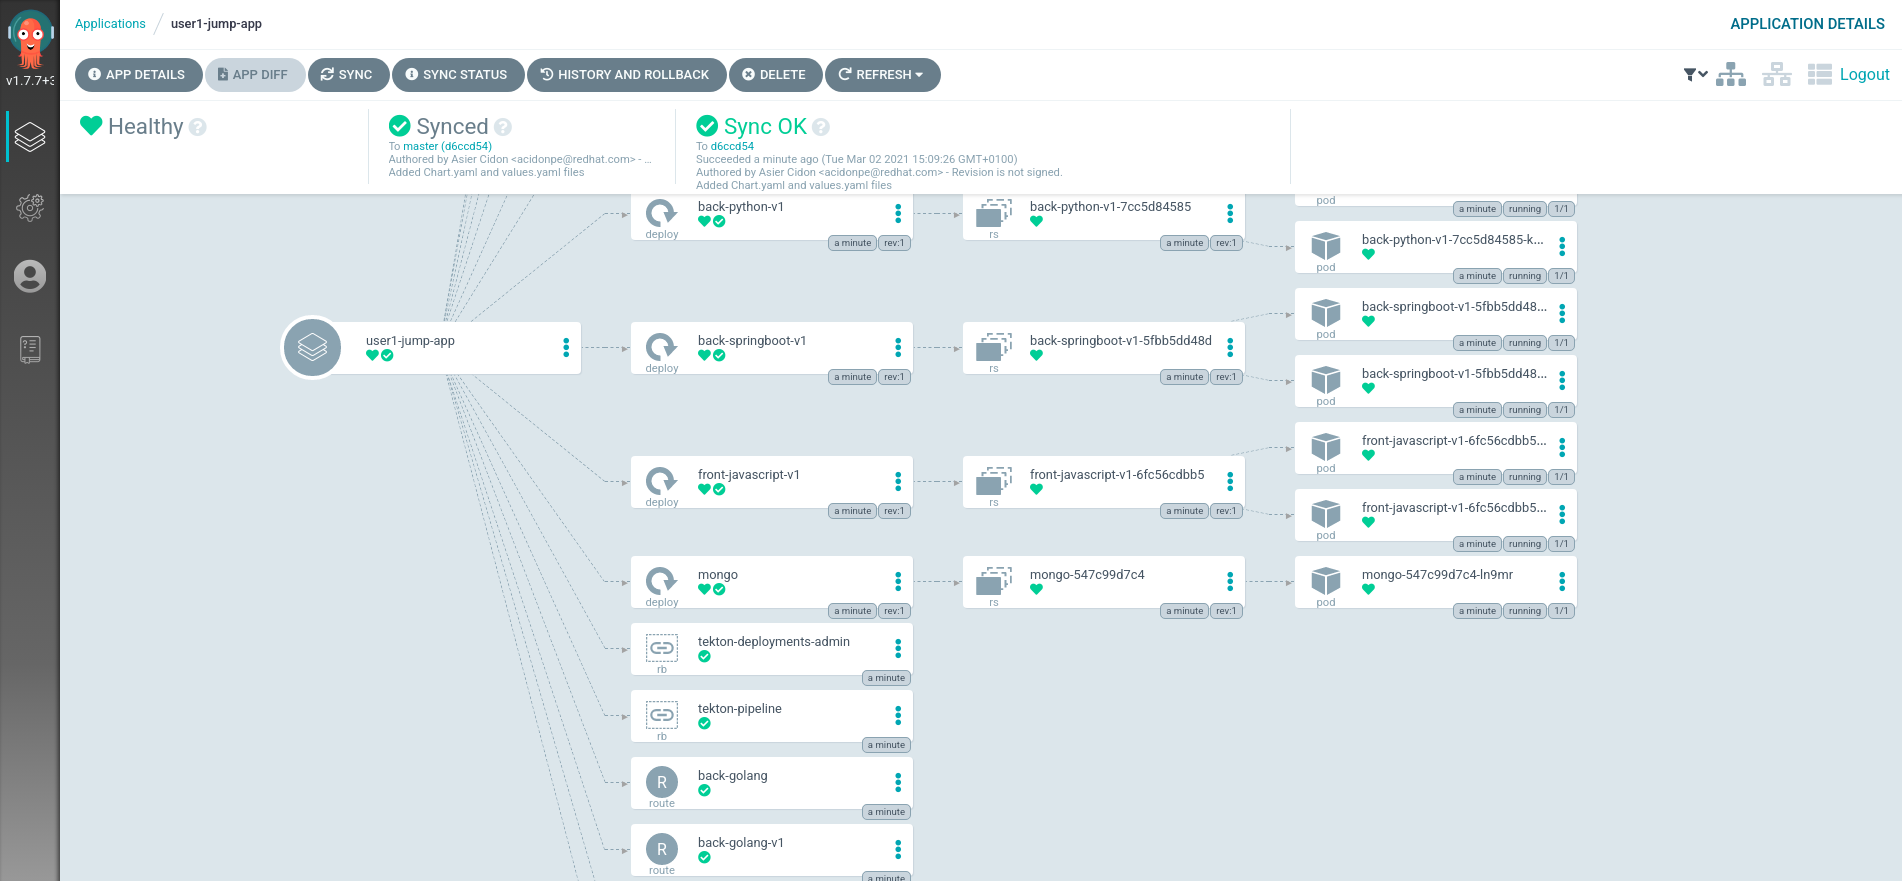 Applications / user1-jump-app
APPLICATION DETAILS
v1.7.7+3
APP DETAILS
APP DIFF
SYNC
SYNC STATUS
HISTORY AND ROLLBACK
DELETE
REFRESH
Logout
Healthy
Synced
To master (d6ccd54)
Authored by Asier Cidon <acidonpe@redhat.com> - ...
Added Chart.yaml and values.yaml files
Sync OK
To d6ccd54
Succeeded a minute ago (Tue Mar 02 2021 15:09:26 GMT+0100)
Authored by Asier Cidon <acidonpe@redhat.com> - Revision is not signed.
Added Chart.yaml and values.yaml files
user1-jump-app
back-python-v1
deploy
a minute rev:1
back-python-v1-7cc5d84585
rs
a minute rev:1
pod
a minute running 1/1
back-python-v1-7cc5d84585-k...
pod
a minute running 1/1
back-springboot-v1
deploy
a minute rev:1
back-springboot-v1-5fbb5dd48d
rs
a minute rev:1
back-springboot-v1-5fbb5dd48...
pod
a minute running 1/1
back-springboot-v1-5fbb5dd48...
pod
a minute running 1/1
front-javascript-v1
deploy
a minute rev:1
front-javascript-v1-6fc56cdbb5
rs
a minute rev:1
front-javascript-v1-6fc56cdbb5...
pod
a minute running 1/1
front-javascript-v1-6fc56cdbb5...
pod
a minute running 1/1
mongo
deploy
a minute rev:1
mongo-547c99d7c4
rs
a minute rev:1
mongo-547c99d7c4-ln9mr
pod
a minute running 1/1
tekton-deployments-admin
rb
a minute
tekton-pipeline
rb
a minute
back-golang
R
route
a minute
back-golang-v1
R
route
a minute